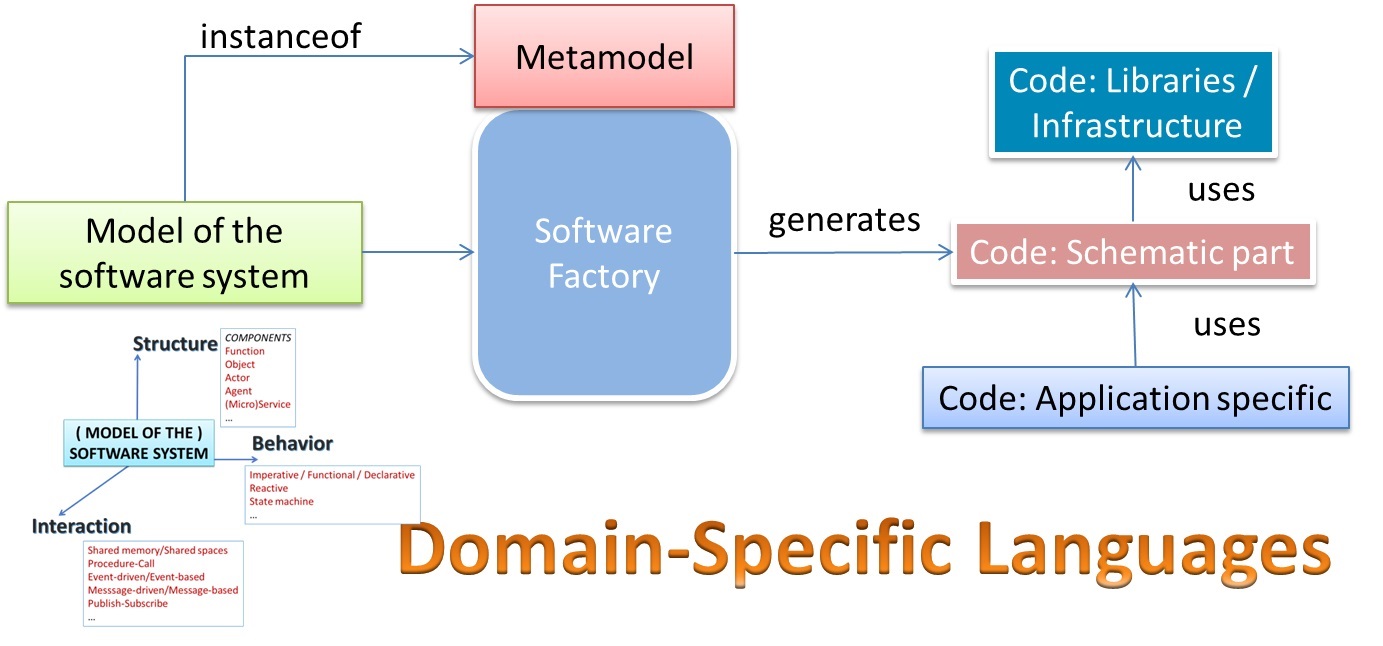 instanceof
Metamodel
Code: Libraries /
Infrastructure
uses
Model of the
software system
Software
Factory
generates
Code: Schematic part
uses
Code: Application specific
Structure
COMPONENTS
Function
Object
Actor
Agent
(Micro)Service
...
( MODEL OF THE )
SOFTWARE SYSTEM
Behavior
Imperative / Functional / Declarative
Reactive
State machine
...
Interaction
Shared memory/Shared spaces
Procedure-Call
Event-driven/Event-based
Messsage-driven/Message-based
Publish-Subscribe
...
Domain-Specific Languages